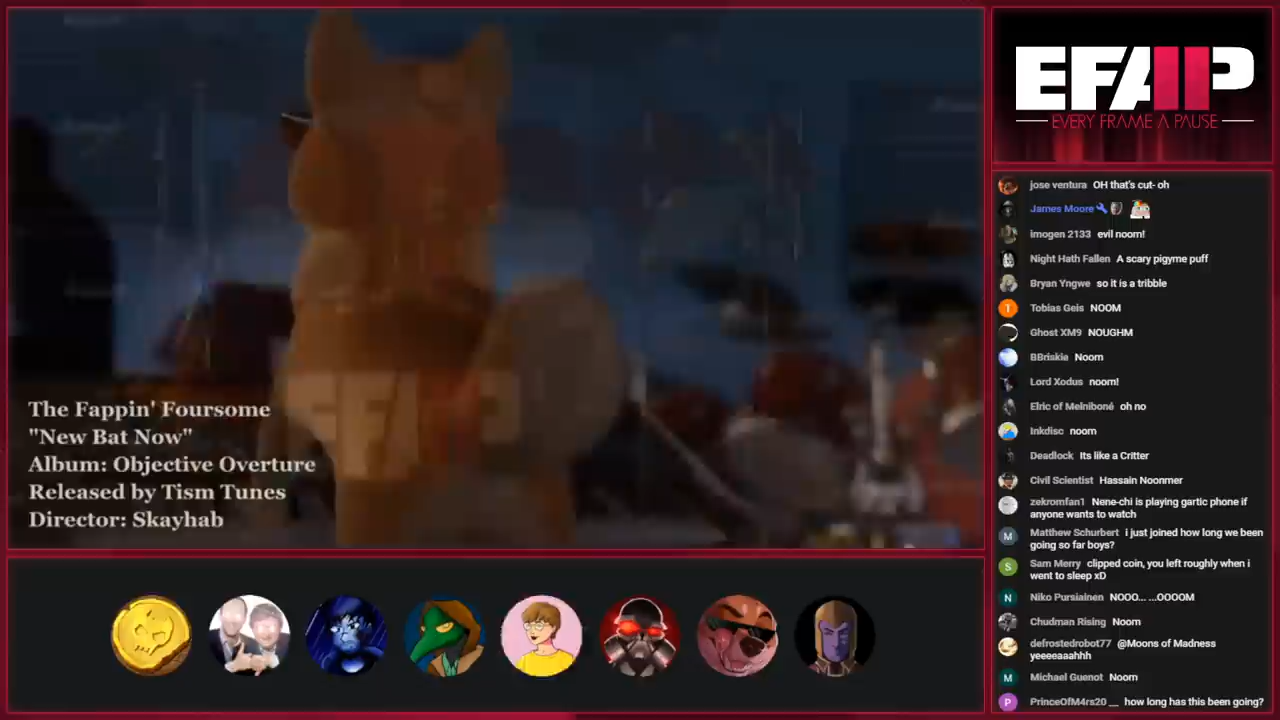 The Fappin' Foursome
"New Bat Now"
Album: Objective Overture
Released by Tism Tunes
Director: Skayhab
EFAP
EVERY FRAME A PAUSE
jose ventura OH that's cut- oh
James Moore
imogen 2133 evil noom!
Night Hath Fallen A scary pigyme puff
Bryan Yngwe so it is a tribble
Tobias Geis NOOM
Ghost XM9 NOUGHM
BBriskie Noom
Lord Xodus noom!
Elric of Melniboné oh no
Inkdisc noom
Deadlock Its like a Critter
Civil Scientist Hassain Noonmer
zekromfan1 Nene-chi is playing gartic phone if
anyone wants to watch
Matthew Schurbert i just joined how long we been
going so far boys?
Sam Merry clipped coin, you left roughly when i
went to sleep xD
Niko Pursiainen NOOO... ...OOOOM
Chudman Rising Noom
defrostedrobot77 @Moons of Madness
yeeeeaaahhh
Michael Guenot Noom
PrinceOfM4rs20 __ how long has this been going?